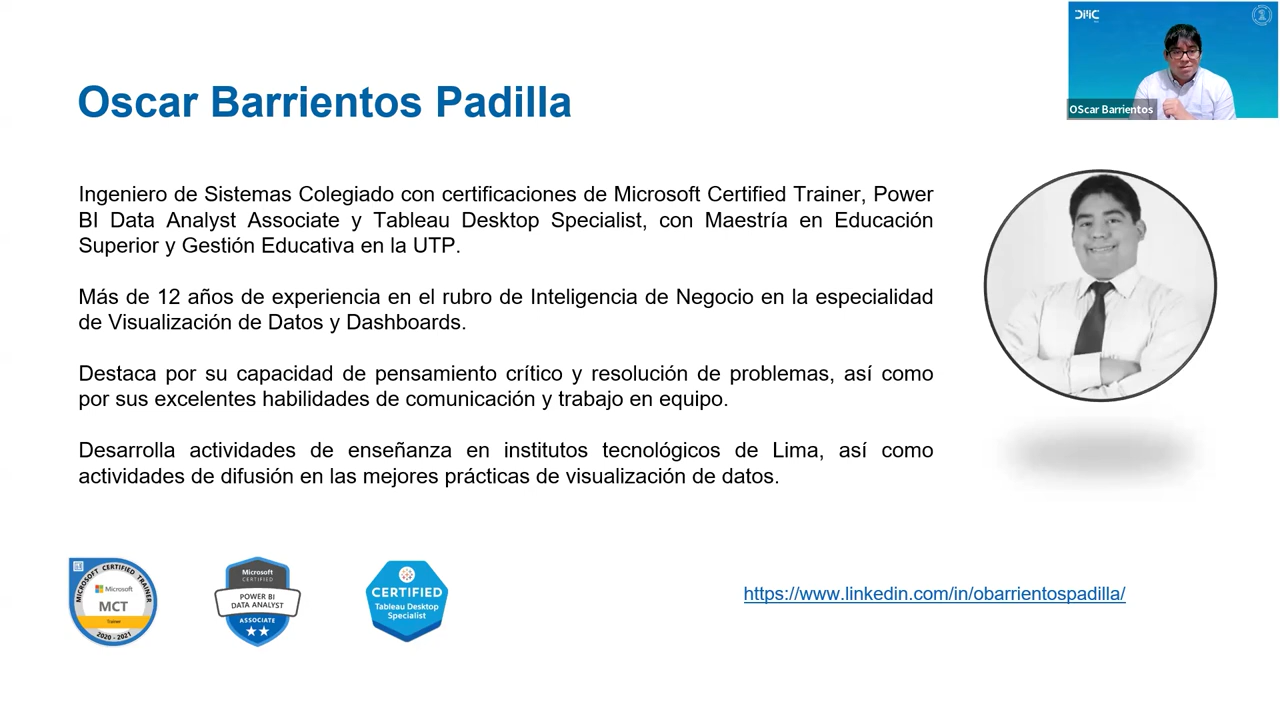 DMC
OScar Barrientos
Oscar Barrientos Padilla
Ingeniero de Sistemas Colegiado con certificaciones de Microsoft Certified Trainer, Power
BI Data Analyst Associate y Tableau Desktop Specialist, con Maestría en Educación
Superior y Gestión Educativa en la UTP.
Más de 12 años de experiencia en el rubro de Inteligencia de Negocio en la especialidad
de Visualización de Datos y Dashboards.
Destaca por su capacidad de pensamiento crítico y resolución de problemas, así como
por sus excelentes habilidades de comunicación y trabajo en equipo.
Desarrolla actividades de enseñanza en institutos tecnológicos de Lima, así como
actividades de difusión en las mejores prácticas de visualización de datos.
MICROSOFT CERTIFIED TRAINER
Microsoft
MCT
Trainer
2020 - 2021
Microsoft
CERTIFIED
POWER BI
DATA ANALYST
ASSOCIATE
CERTIFIED
Tableau Desktop
Specialist
https://www.linkedin.com/in/obarrientospadilla/